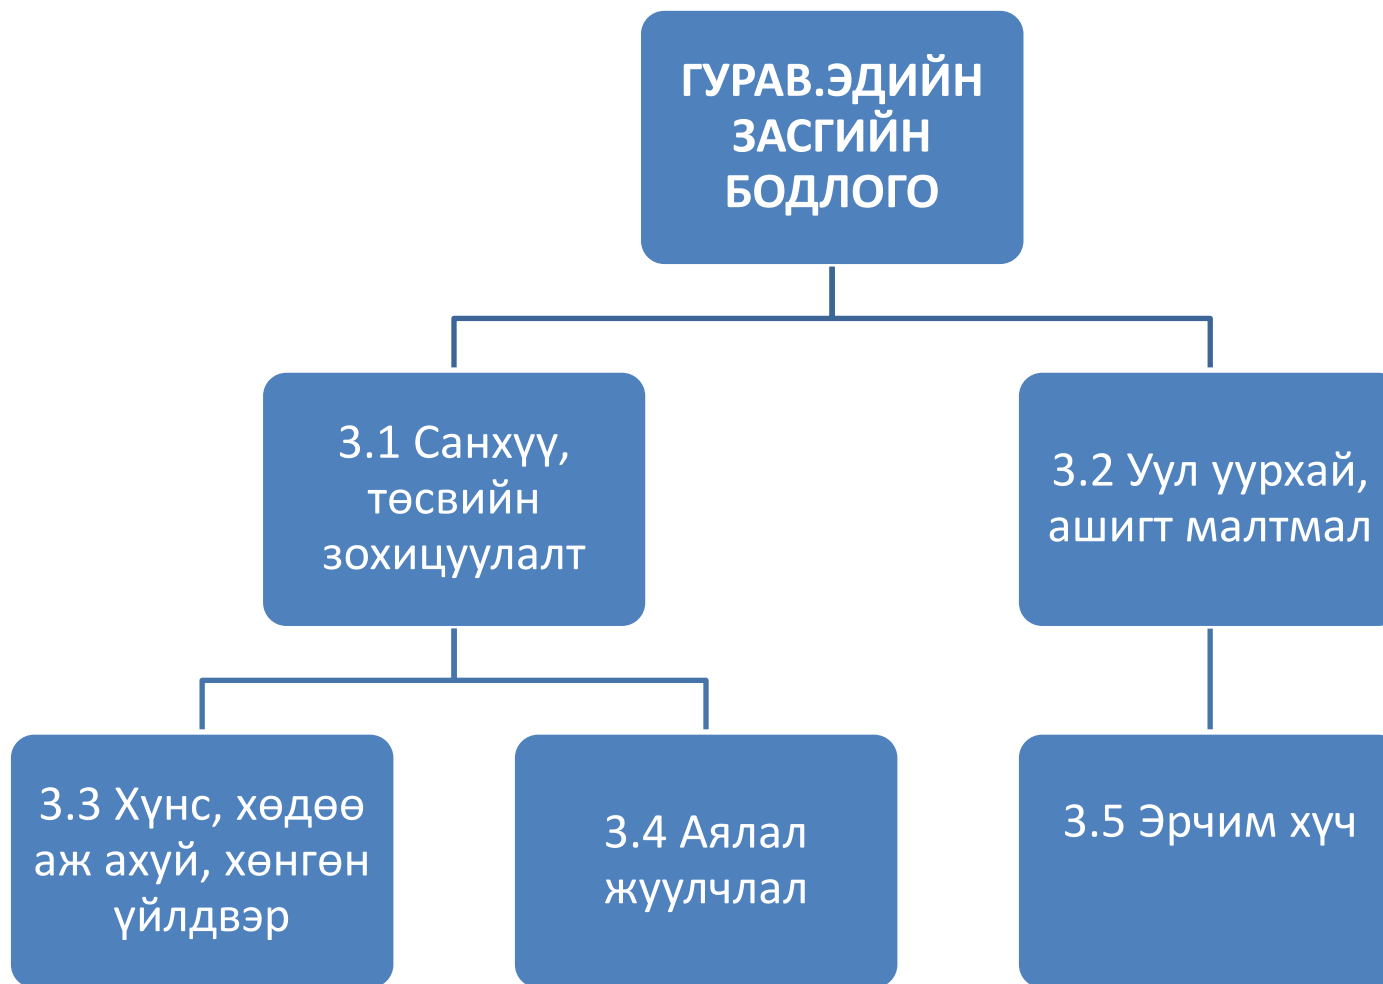 ГУРАВ.ЭДИЙН
ЗАСГИЙН
БОДЛОГО
3.1 Санхүү,
төсвийн
зохицуулалт
3.2 Уул уурхай,
ашигт малтмал
3.3 Хүнс, хөдөө
аж ахуй, хөнгөн
үйлдвэр
3.4 Аялал
жуулчлал
3.5 Эрчим хүч